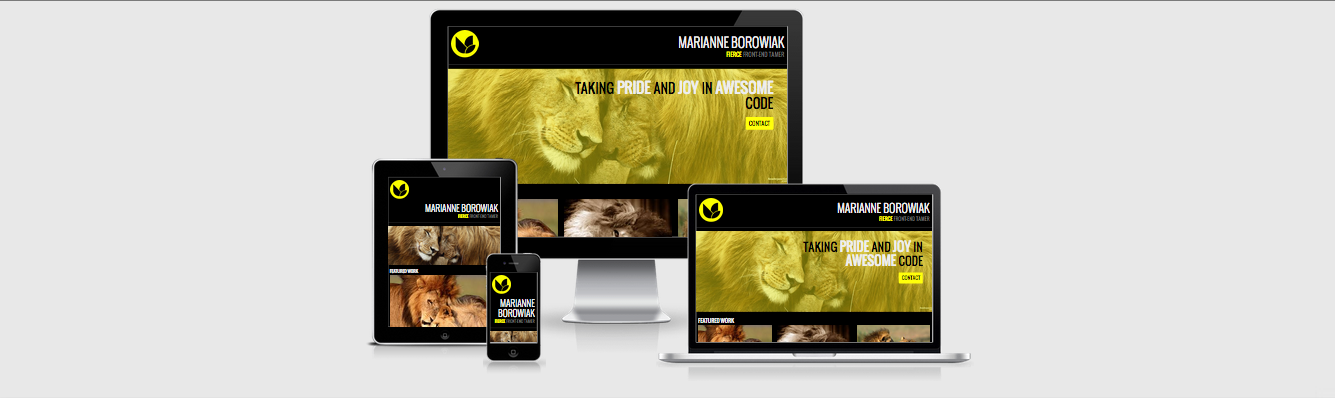 MARIANNE BOROWIAK
FIERCE FRONT-END TAMER
TAKING PRIDE AND JOY IN AWESOME
CODE
CONTACT
MARIANNE BOROWIAK
FIERCE FRONT-END TAMER
FEATURED WORK
MARIANNE
BOROWIAK
FIERCE FRONT-END TAMER
MARIANNE BOROWIAK
FIERCE FRONT-END TAMER
TAKING PRIDE AND JOY IN
AWESOME CODE
CONTACT
FEATURED WORK